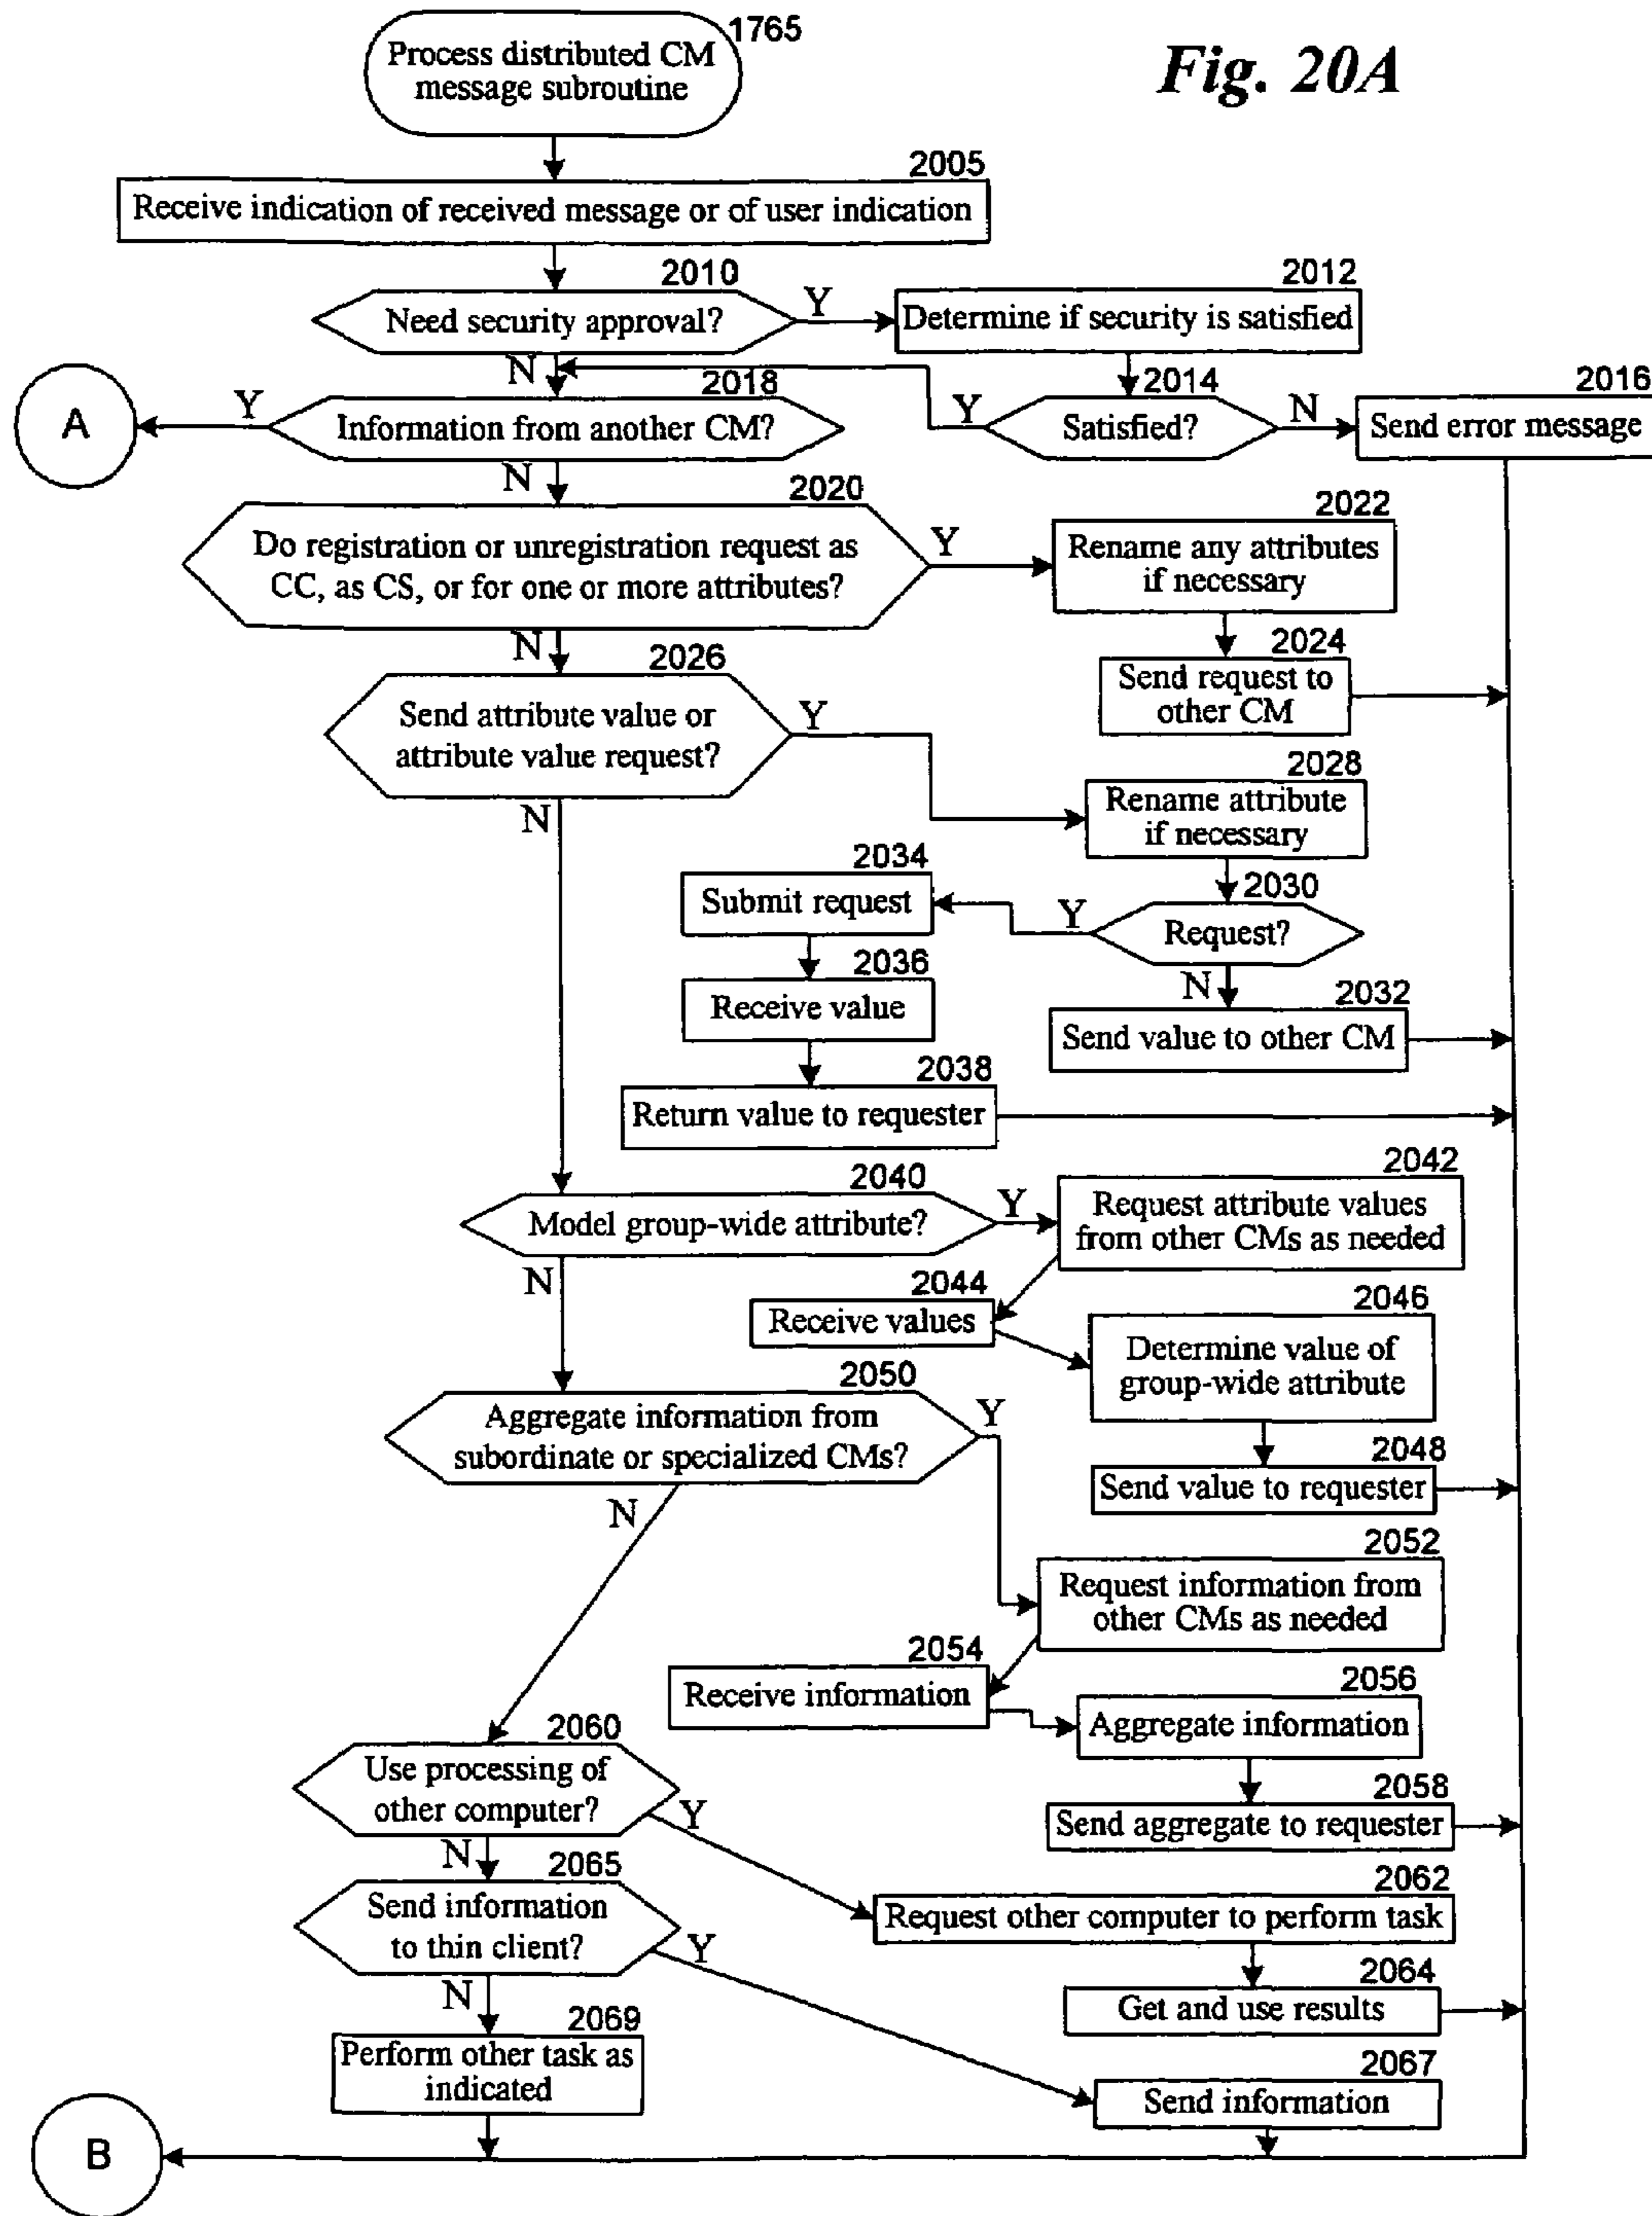 Fig. 20A
1765
Process distributed CM
message subroutine
2005
Receive indication of received message or of user indication
2010
Need security approval?
Y
N
2012
Determine if security is satisfied
2014
Satisfied?
Y
N
2016
Send error message
A
Y
2018
Information from another CM?
N
2020
Do registration or unregistration request as
CC, as CS, or for one or more attributes?
Y
N
2022
Rename any attributes
if necessary
2024
Send request to
other CM
2026
Send attribute value or
attribute value request?
Y
N
2028
Rename attribute
if necessary
2030
Request?
Y
N
2034
Submit request
2036
Receive value
2032
Send value to other CM
2038
Return value to requester
2040
Model group-wide attribute?
Y
N
2042
Request attribute values
from other CMs as needed
2044
Receive values
2046
Determine value of
group-wide attribute
2048
Send value to requester
2050
Aggregate information from
subordinate or specialized CMs?
Y
N
2052
Request information from
other CMs as needed
2054
Receive information
2056
Aggregate information
2058
Send aggregate to requester
2060
Use processing of
other computer?
Y
N
2062
Request other computer to perform task
2064
Get and use results
2065
Send information
to thin client?
Y
N
2067
Send information
2069
Perform other task as
indicated
B